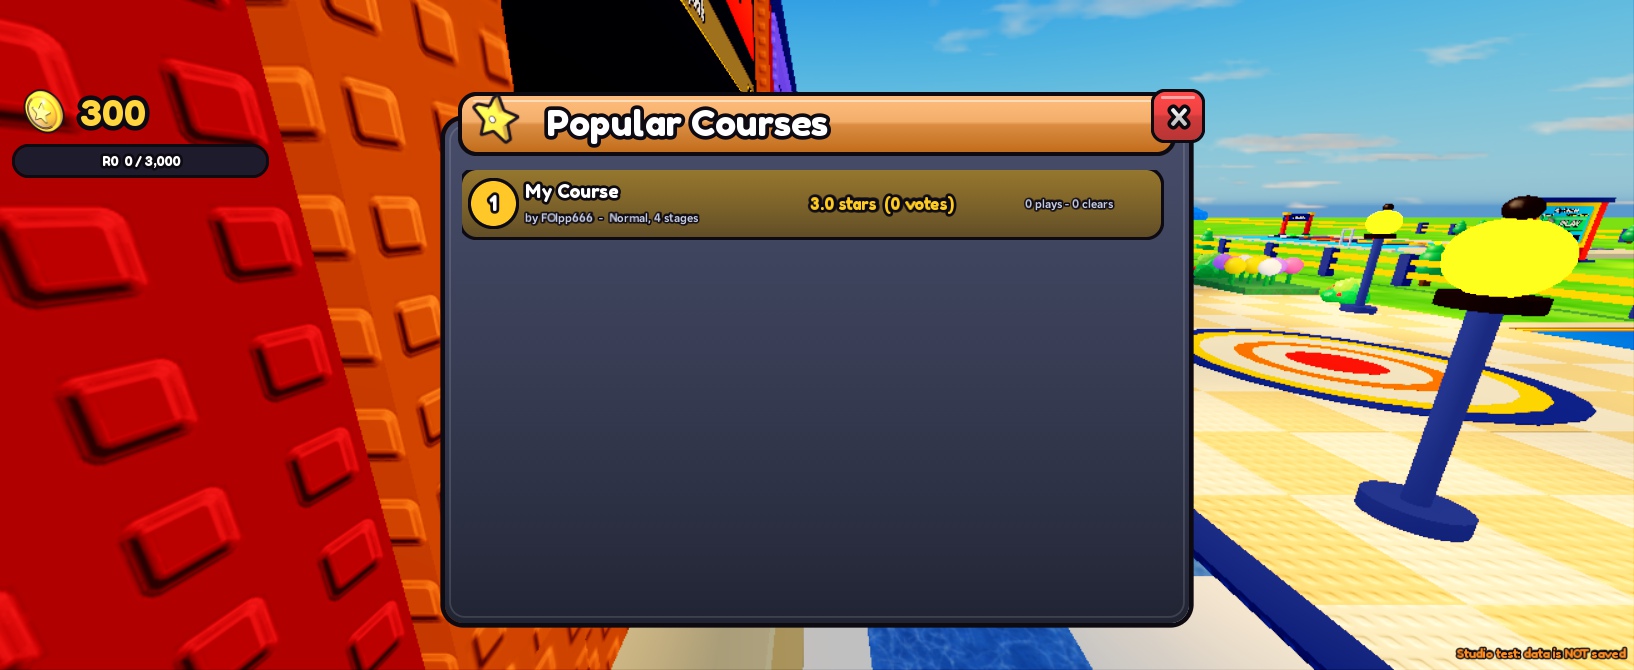 300
R0 0 / 3,000
Popular Courses
X
1
My Course
by FOlpp666 - Normal, 4 stages
3.0 stars (0 votes)
0 plays - 0 clears
PLAY
Studio test: data is NOT saved